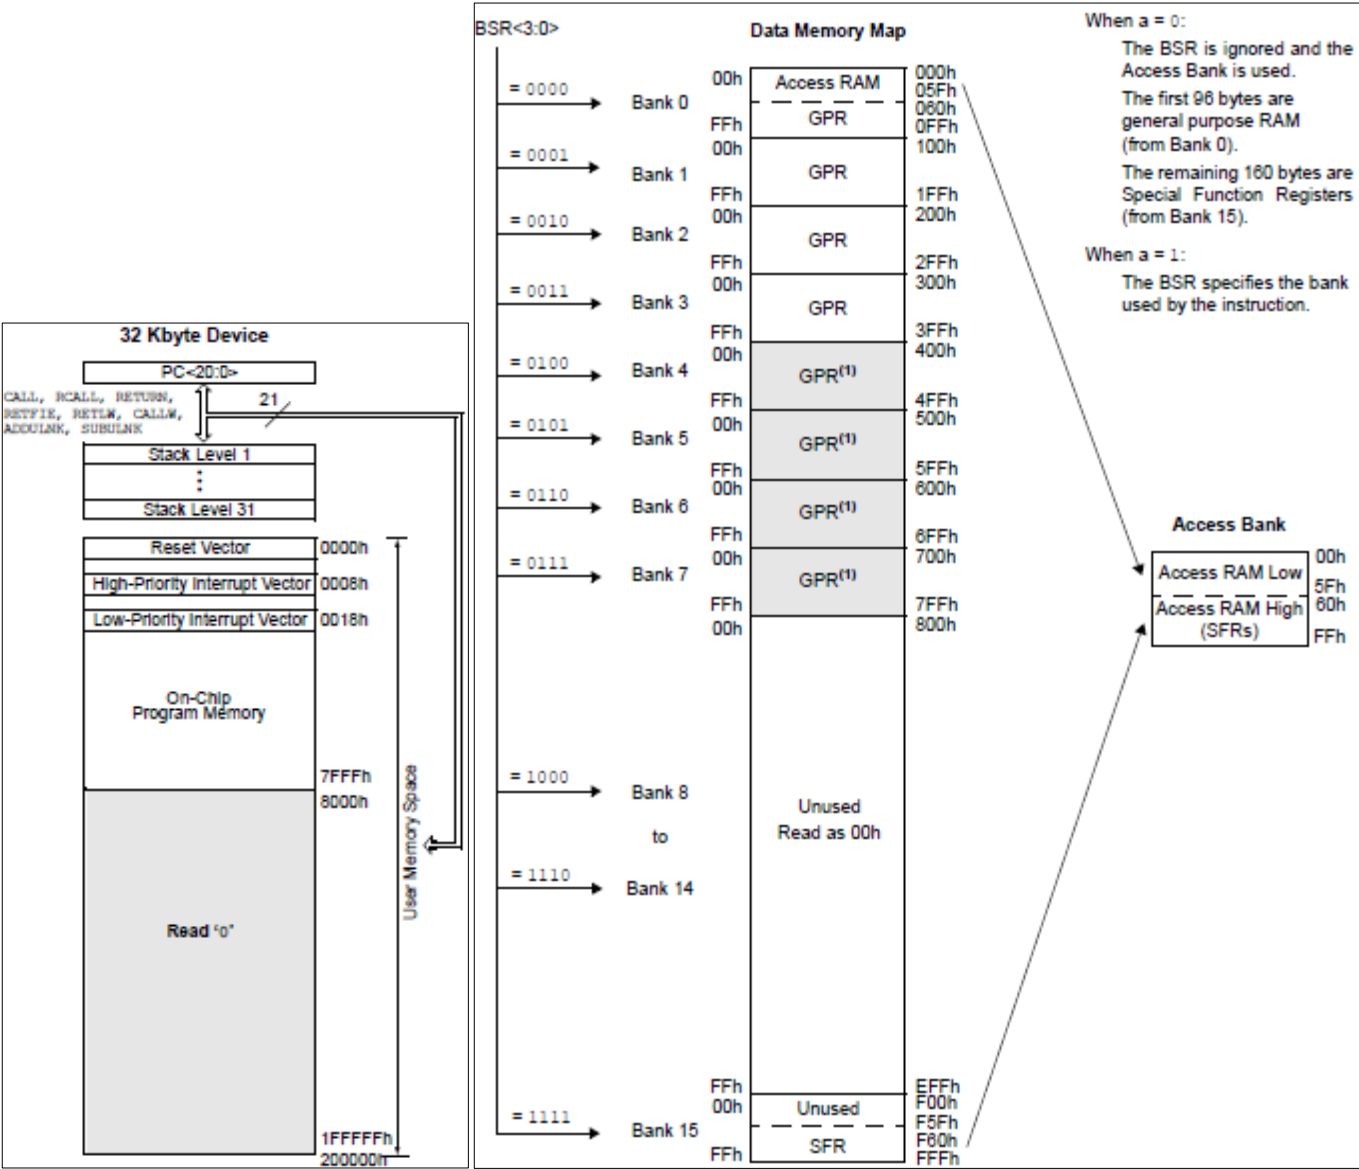 32 Kbyte Device
PC<20:0>
CALL, RCALL, RETURN,
RETFIE, RETLW, CALLW,
ADDULNK, SUBULNK
21
Stack Level 1
Stack Level 31
Reset Vector
0000h
High-Priority Interrupt Vector
0008h
Low-Priority Interrupt Vector
0018h
On-Chip
Program Memory
7FFFh
8000h
User Memory Space
Read '0'
1FFFFFh
200000h
BSR<3:0>
Data Memory Map
= 0000
Bank 0
00h
Access RAM
000h
05Fh
060h
FFh
GPR
0FFh
= 0001
Bank 1
00h
100h
GPR
FFh
1FFh
= 0010
Bank 2
00h
200h
GPR
FFh
2FFh
= 0011
Bank 3
00h
300h
GPR
FFh
3FFh
= 0100
Bank 4
00h
400h
GPR(1)
FFh
4FFh
= 0101
Bank 5
00h
500h
GPR(1)
FFh
5FFh
= 0110
Bank 6
00h
600h
GPR(1)
FFh
6FFh
= 0111
Bank 7
00h
700h
GPR(1)
FFh
7FFh
00h
800h
= 1000
Bank 8
to
= 1110
Bank 14
Unused
Read as 00h
FFh
EFFh
= 1111
Bank 15
00h
Unused
F00h
F5Fh
F60h
SFR
FFh
FFFh
When a = 0:
The BSR is ignored and the
Access Bank is used.
The first 96 bytes are
general purpose RAM
(from Bank 0).
The remaining 160 bytes are
Special Function Registers
(from Bank 15).
When a = 1:
The BSR specifies the bank
used by the instruction.
Access Bank
Access RAM Low
00h
5Fh
Access RAM High
(SFRs)
60h
FFh